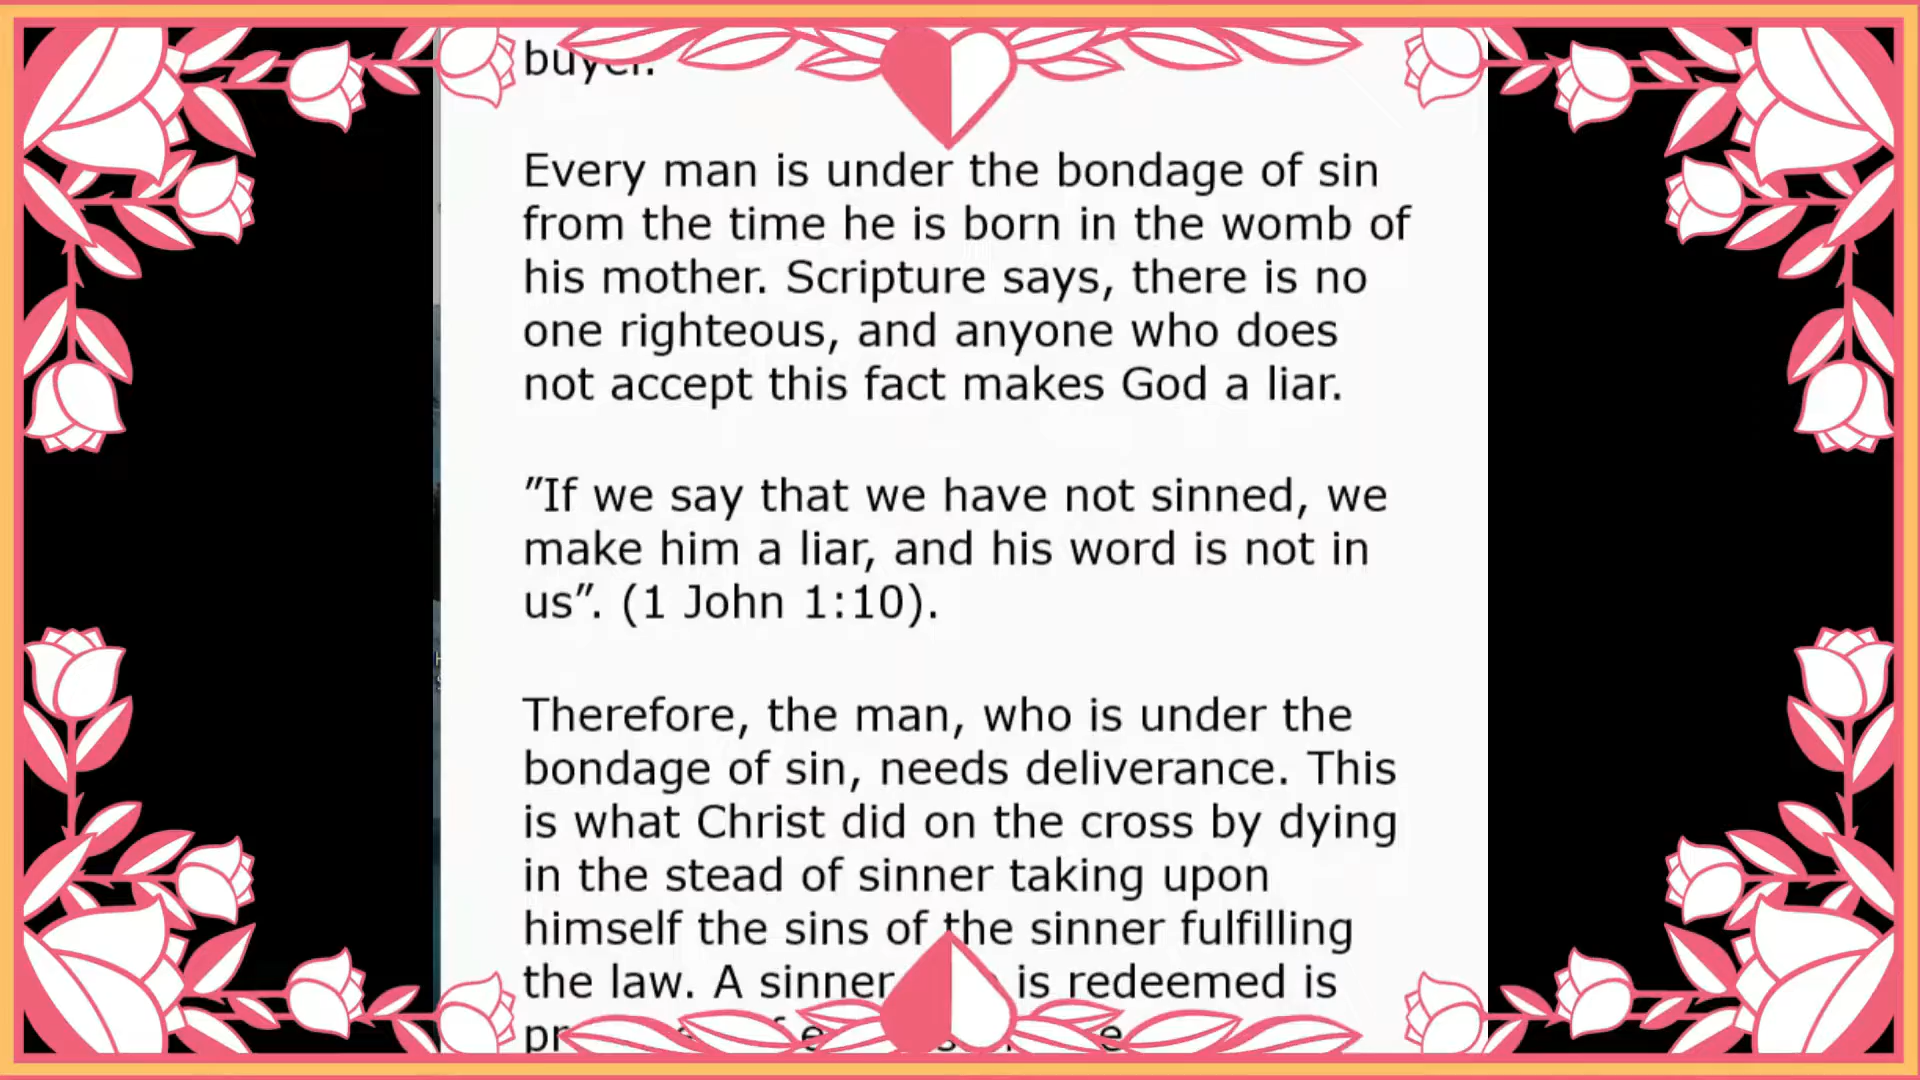 buyer.
Every man is under the bondage of sin
from the time he is born in the womb of
his mother. Scripture says, there is no
one righteous, and anyone who does
not accept this fact makes God a liar.
”If we say that we have not sinned, we
make him a liar, and his word is not in
us”. (1 John 1:10).
Therefore, the man, who is under the
bondage of sin, needs deliverance. This
is what Christ did on the cross by dying
in the stead of sinner taking upon
himself the sins of the sinner fulfilling
the law. A sinner is redeemed is